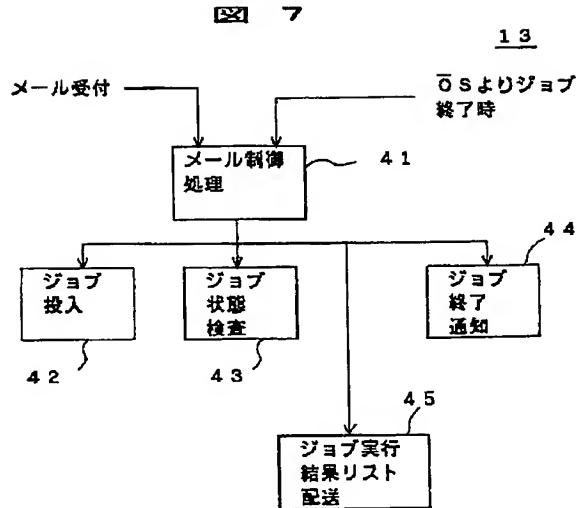 図 7
13
メール受付
OSよりジョブ
終了時
メール制御
処理
41
ジョブ
投入
42
ジョブ
状態
検査
43
ジョブ
終了
通知
44
ジョブ実行
結果リスト
配送
45